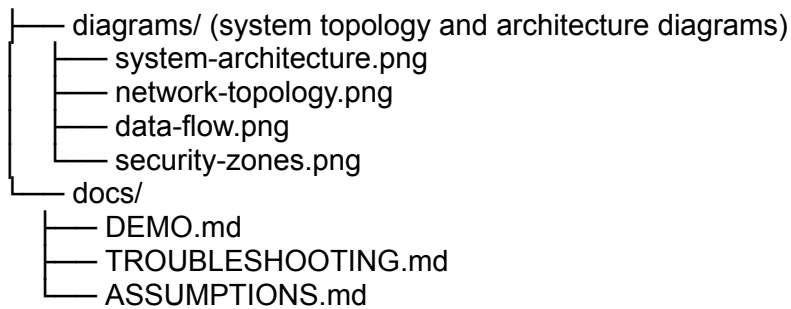 ├── diagrams/ (system topology and architecture diagrams)
│   ├── system-architecture.png
│   ├── network-topology.png
│   ├── data-flow.png
│   └── security-zones.png
└── docs/
    ├── DEMO.md
    ├── TROUBLESHOOTING.md
    └── ASSUMPTIONS.md